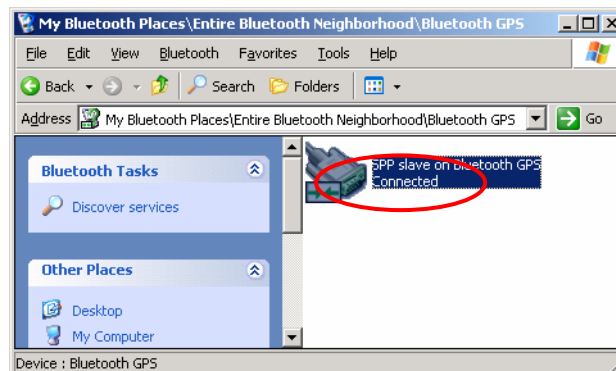 My Bluetooth Places\Entire Bluetooth Neighborhood\Bluetooth GPS
File Edit View Bluetooth Favorites Tools Help
Back Search Folders
Address My Bluetooth Places\Entire Bluetooth Neighborhood\Bluetooth GPS Go
Bluetooth Tasks
Discover services
Other Places
Desktop
My Computer
SPP slave on Bluetooth GPS
Connected
Device : Bluetooth GPS